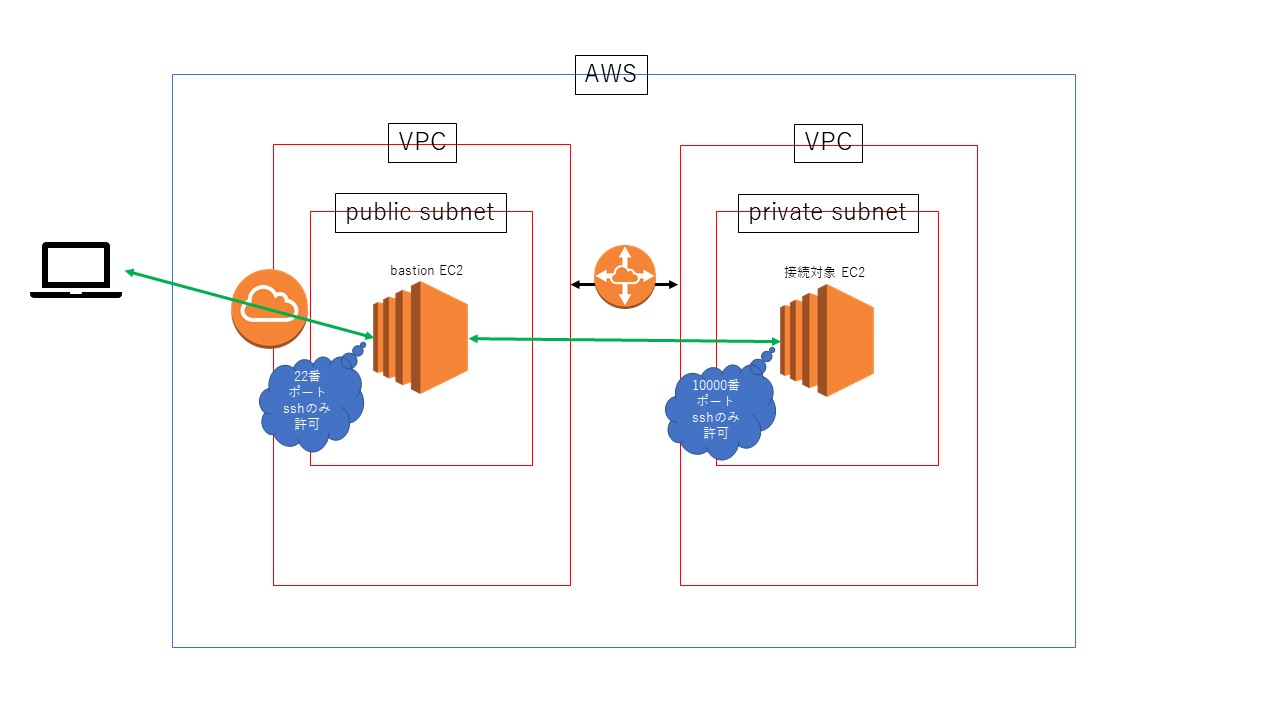 AWS
VPC
VPC
public subnet
private subnet
bastion EC2
接続対象 EC2
22番
ポート
sshのみ
許可
10000番
ポート
sshのみ
許可